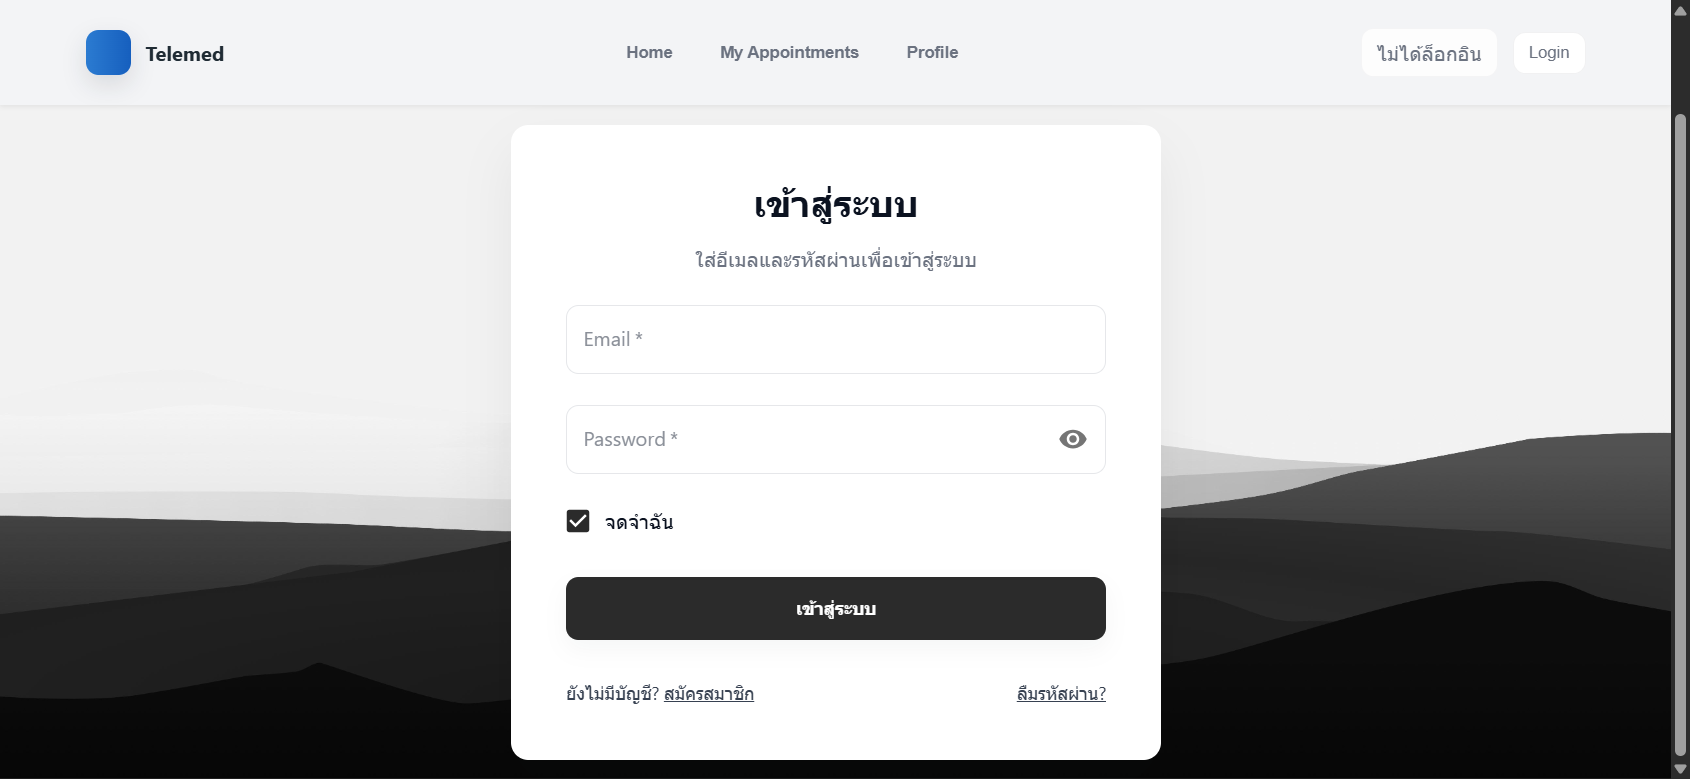 Telemed
Home
My Appointments
Profile
ไม่ได้ล็อกอิน
Login
เข้าสู่ระบบ
ใส่อีเมลและรหัสผ่านเพื่อเข้าสู่ระบบ
Email *
Password *
จดจำฉัน
เข้าสู่ระบบ
ยังไม่มีบัญชี? สมัครสมาชิก
ลืมรหัสผ่าน?